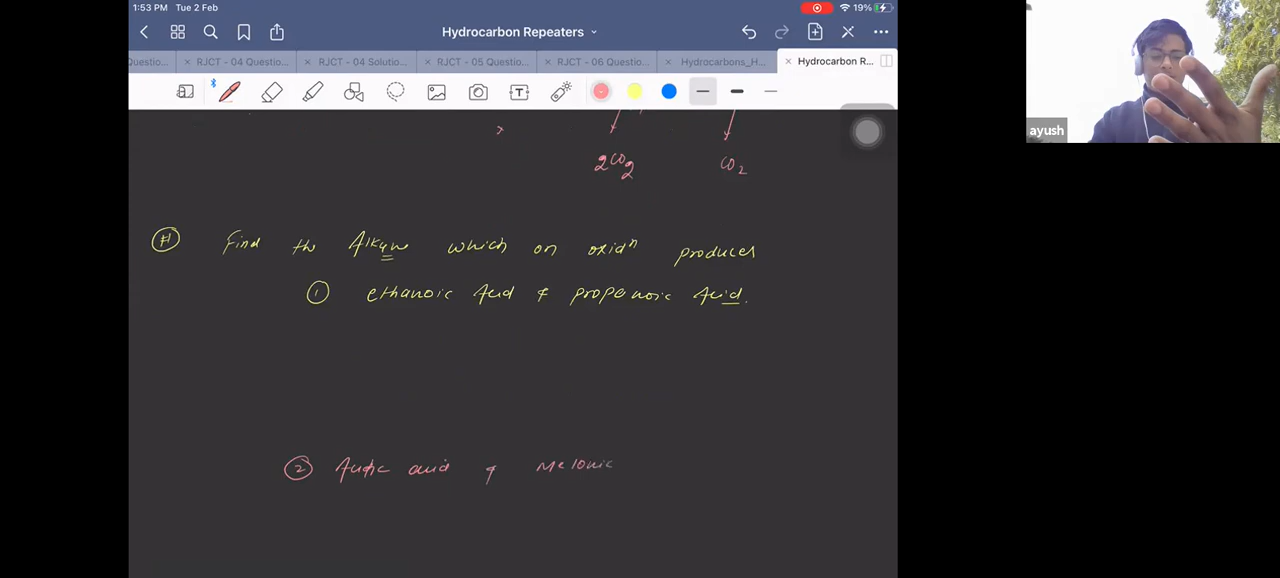 1:53 PM Tue 2 Feb
19%
Hydrocarbon Repeaters
Questio...
RJCT - 04 Questio...
RJCT - 04 Solutio...
RJCT - 05 Questio...
RJCT - 06 Questio...
Hydrocarbons_H...
Hydrocarbon R...
T
ayush
x
2CO2
CO2
Find the Alkyne which on oxidn produces
1 ethanoic Acid & propanoic Acid.
2 acid & Melonic